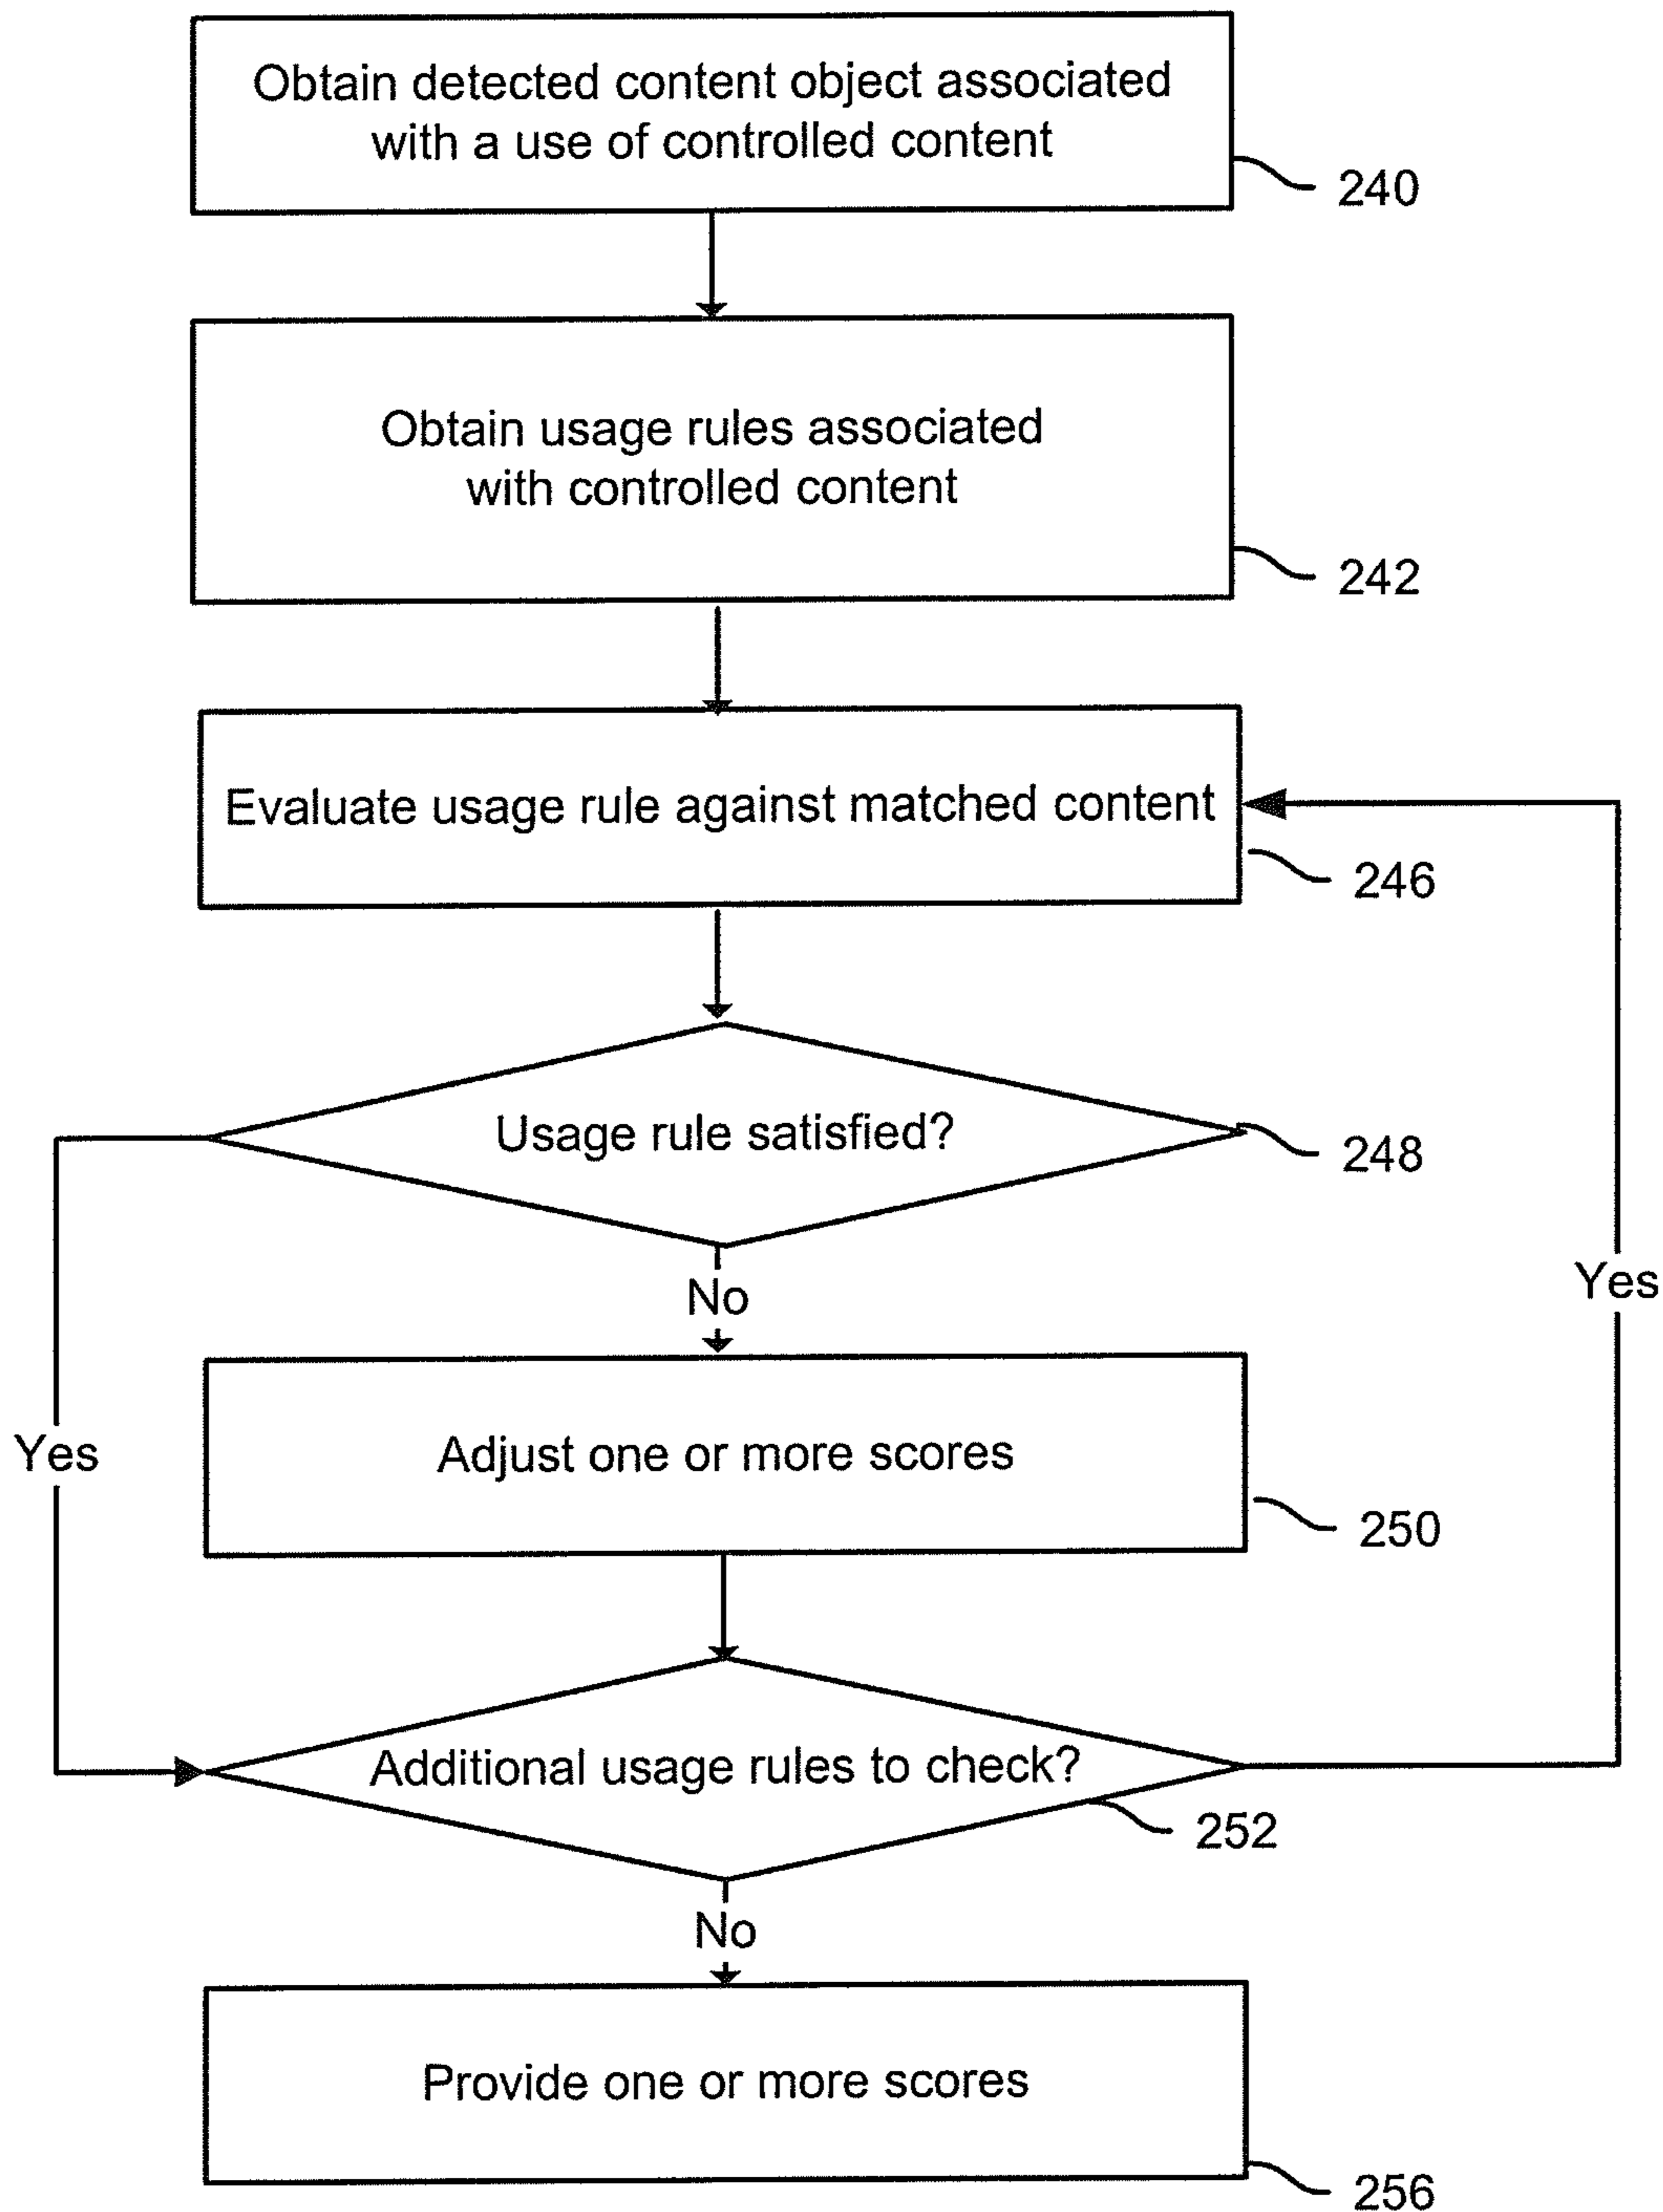 Obtain detected content object associated
with a use of controlled content
240
Obtain usage rules associated
with controlled content
242
Evaluate usage rule against matched content
246
Usage rule satisfied?
248
Yes
No
Yes
Adjust one or more scores
250
Additional usage rules to check?
252
No
Provide one or more scores
256